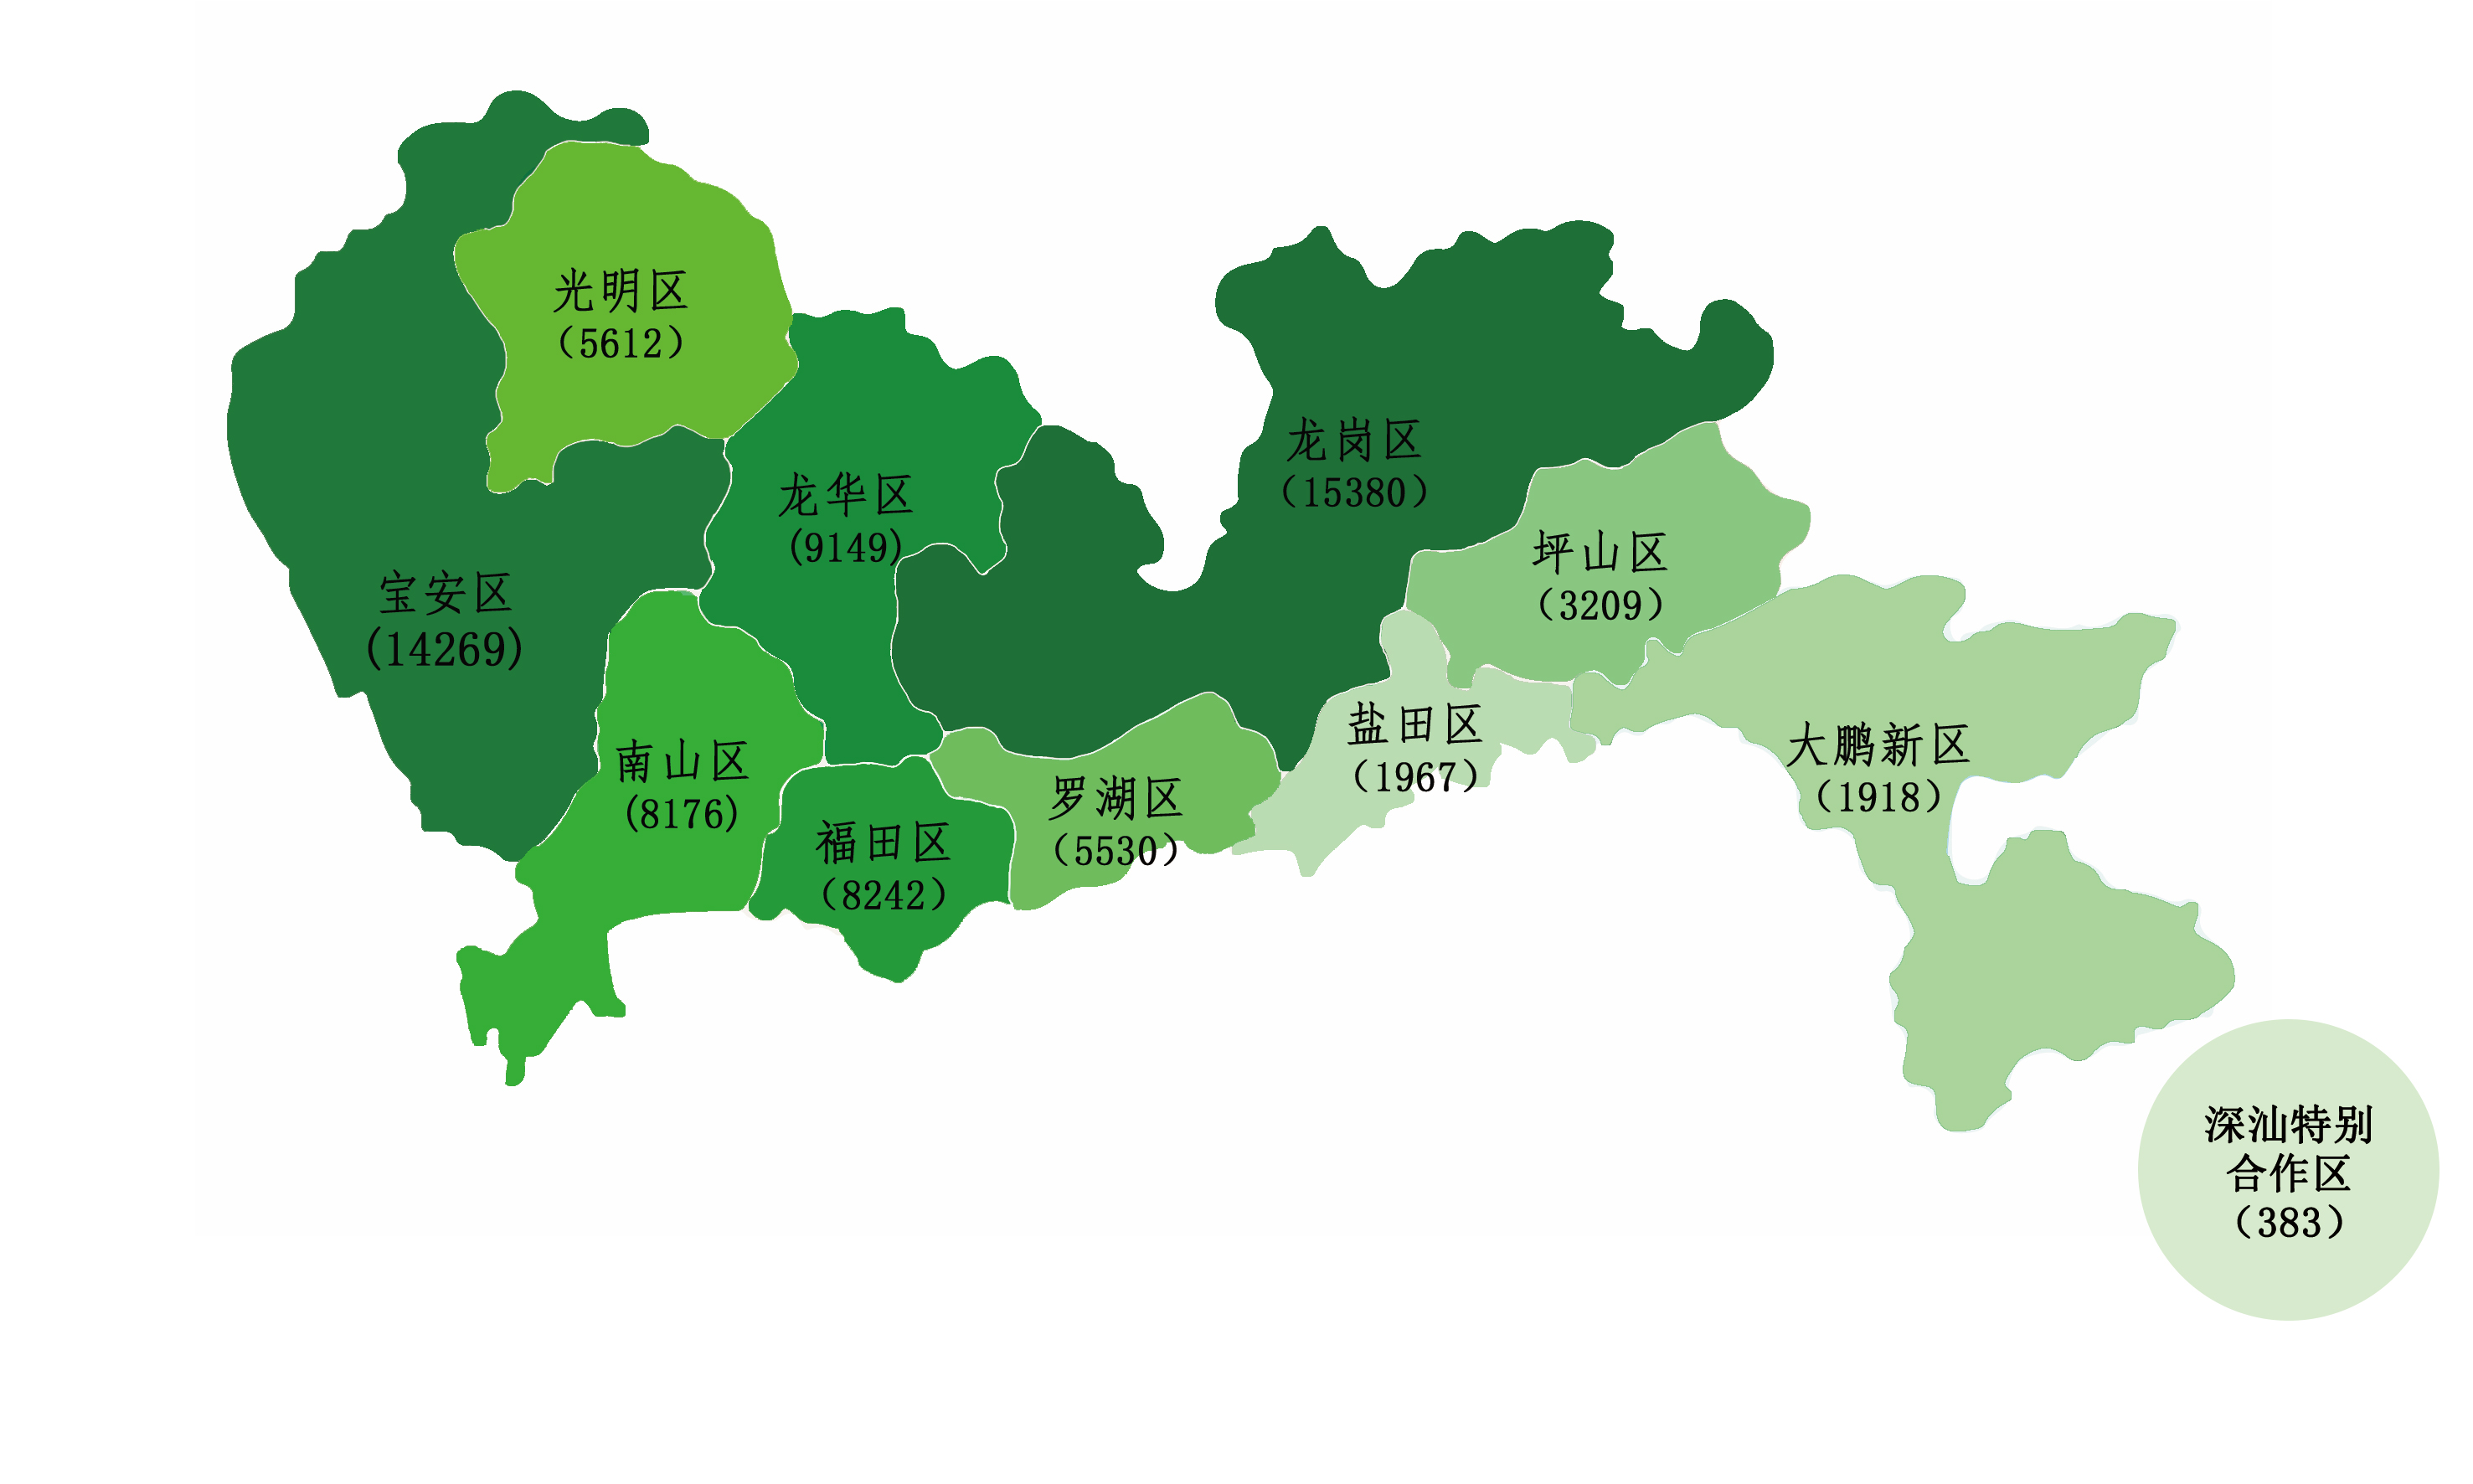 光明区
(5612)
龙华区
(9149)
龙岗区
(15380)
坪山区
(3209)
宝安区
(14269)
南山区
(8176)
福田区
(8242)
罗湖区
(5530)
盐田区
(1967)
大鹏新区
(1918)
深汕特别
合作区
(383)